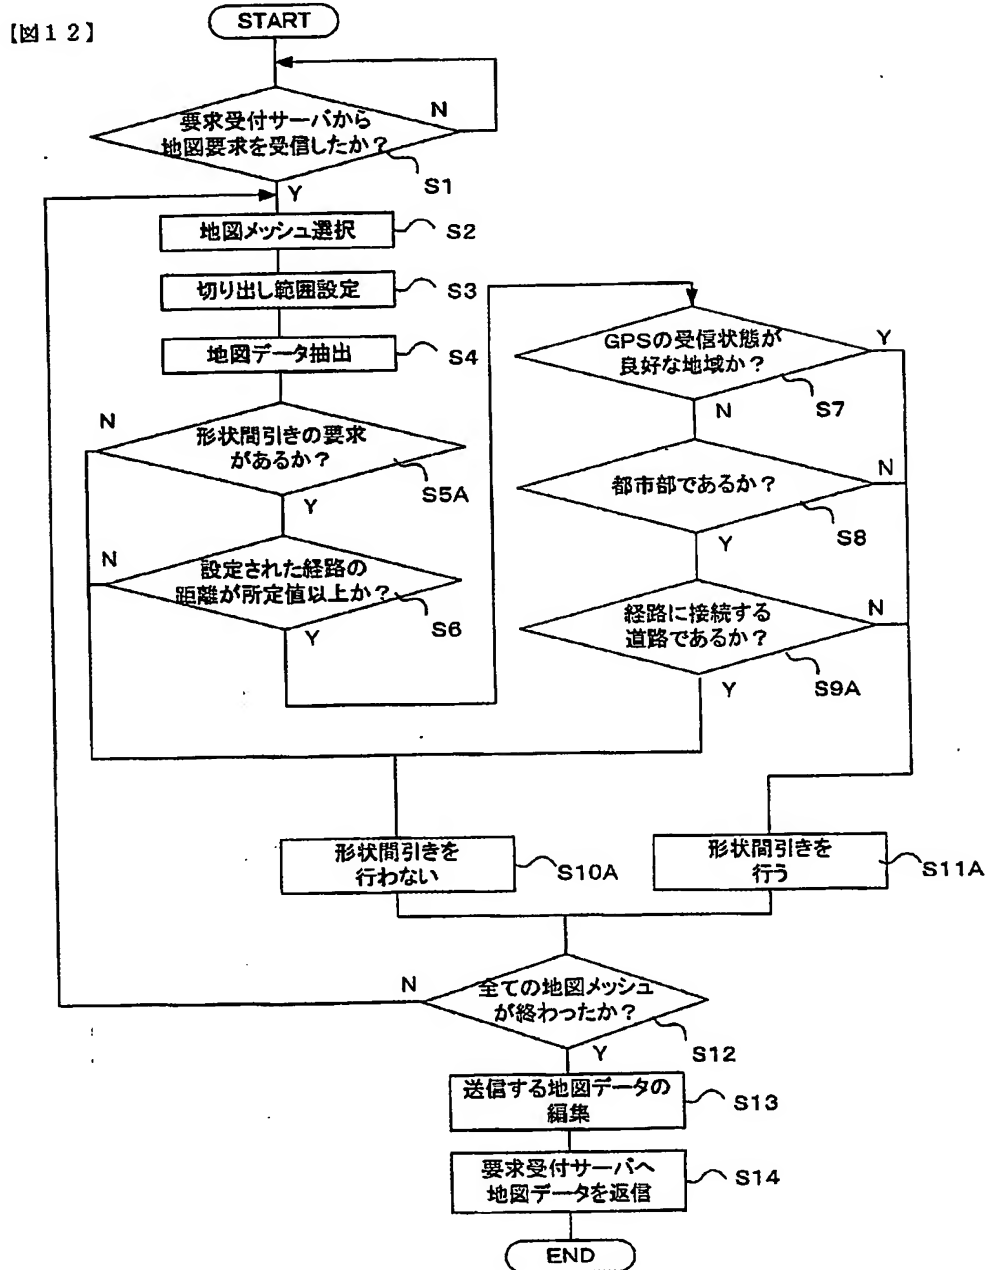 【図12】
START
要求受付サーバから
地図要求を受信したか?
N
S1
Y
地図メッシュ選択
S2
切り出し範囲設定
S3
地図データ抽出
S4
N
形状間引きの要求
があるか?
S5A
Y
N
設定された経路の
距離が所定値以上か?
S6
Y
GPSの受信状態が
良好な地域か?
Y
S7
N
都市部であるか?
N
S8
Y
経路に接続する
道路であるか?
N
S9A
Y
形状間引きを
行わない
S10A
形状間引きを
行う
S11A
N
全ての地図メッシュ
が終わったか?
S12
Y
送信する地図データの
編集
S13
要求受付サーバへ
地図データを返信
S14
END